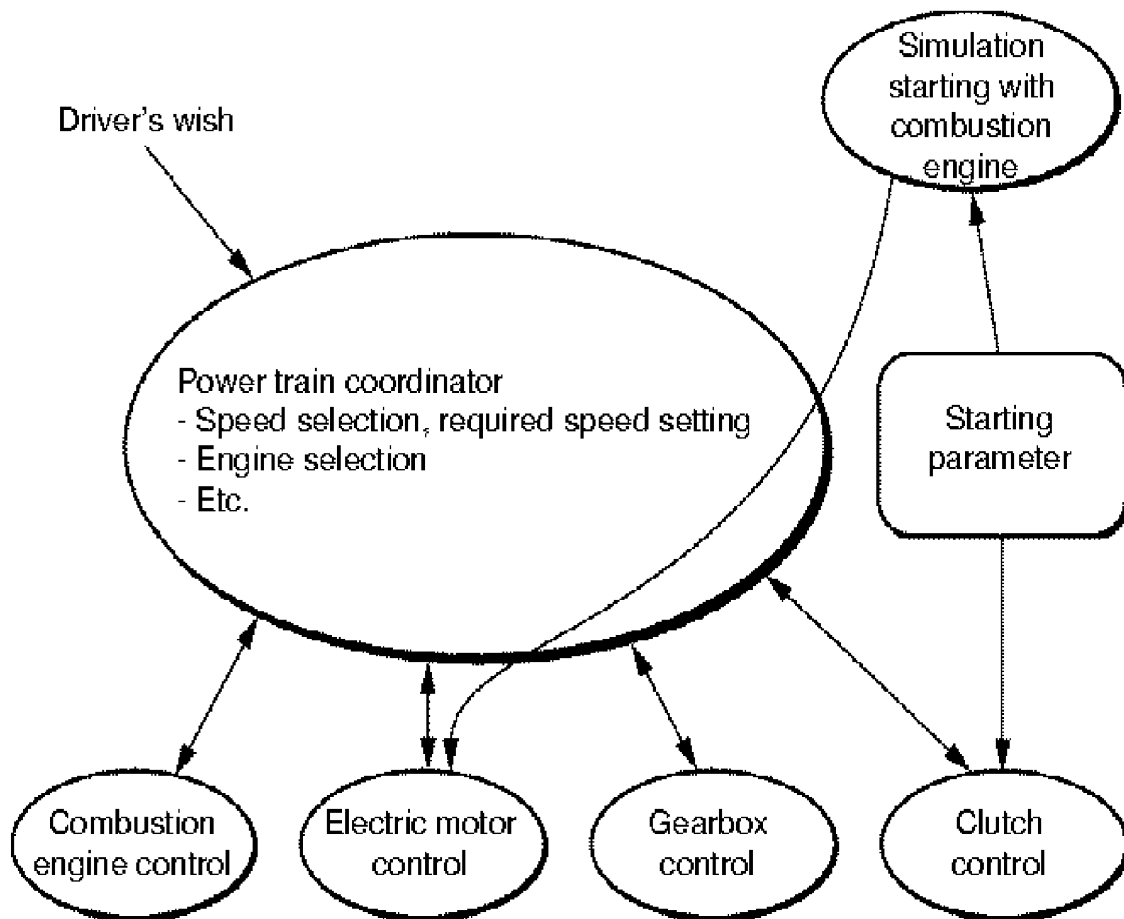 Simulation
starting with
combustion
engine
Driver's wish
Power train coordinator
- Speed selection, required speed setting
- Engine selection
- Etc.
Starting
parameter
Combustion
engine control
Electric motor
control
Gearbox
control
Clutch
control